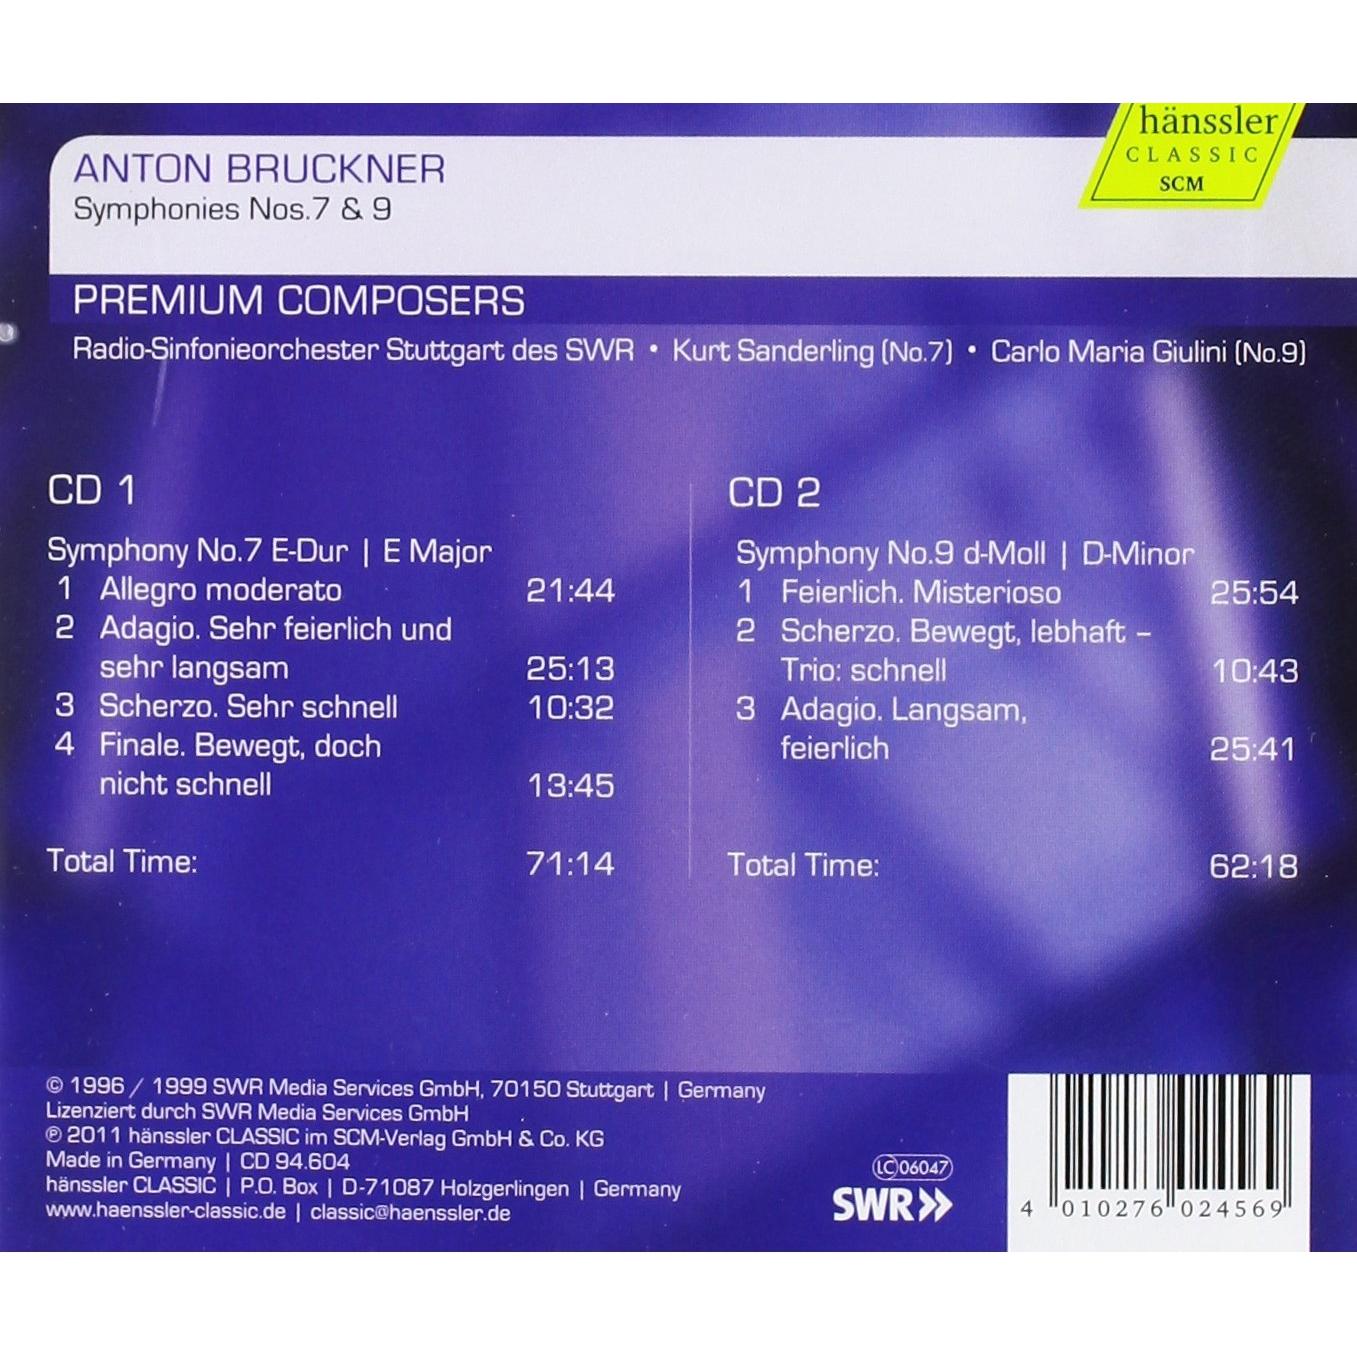 hänssler
CLASSIC
SCM
ANTON BRUCKNER
Symphonies Nos.7 & 9
PREMIUM COMPOSERS
Radio-Sinfonieorchester Stuttgart des SWR • Kurt Sanderling (No.7) • Carlo Maria Giulini (No.9)
CD 1
Symphony No.7 E-Dur | E Major
1 Allegro moderato 21:44
2 Adagio. Sehr feierlich und
sehr langsam 25:13
3 Scherzo. Sehr schnell 10:32
4 Finale. Bewegt, doch
nicht schnell 13:45
Total Time: 71:14
CD 2
Symphony No.9 d-Moll | D-Minor
1 Feierlich. Misterioso 25:54
2 Scherzo. Bewegt, lebhaft –
Trio: schnell 10:43
3 Adagio. Langsam,
feierlich 25:41
Total Time: 62:18
© 1996 / 1999 SWR Media Services GmbH, 70150 Stuttgart | Germany
Lizenziert durch SWR Media Services GmbH
℗ 2011 hänssler CLASSIC im SCM-Verlag GmbH & Co. KG
Made in Germany | CD 94.604
hänssler CLASSIC | P.O. Box | D-71087 Holzgerlingen | Germany
www.haenssler-classic.de | classic@haenssler.de
LC 06047
SWR»
4 010276 024569